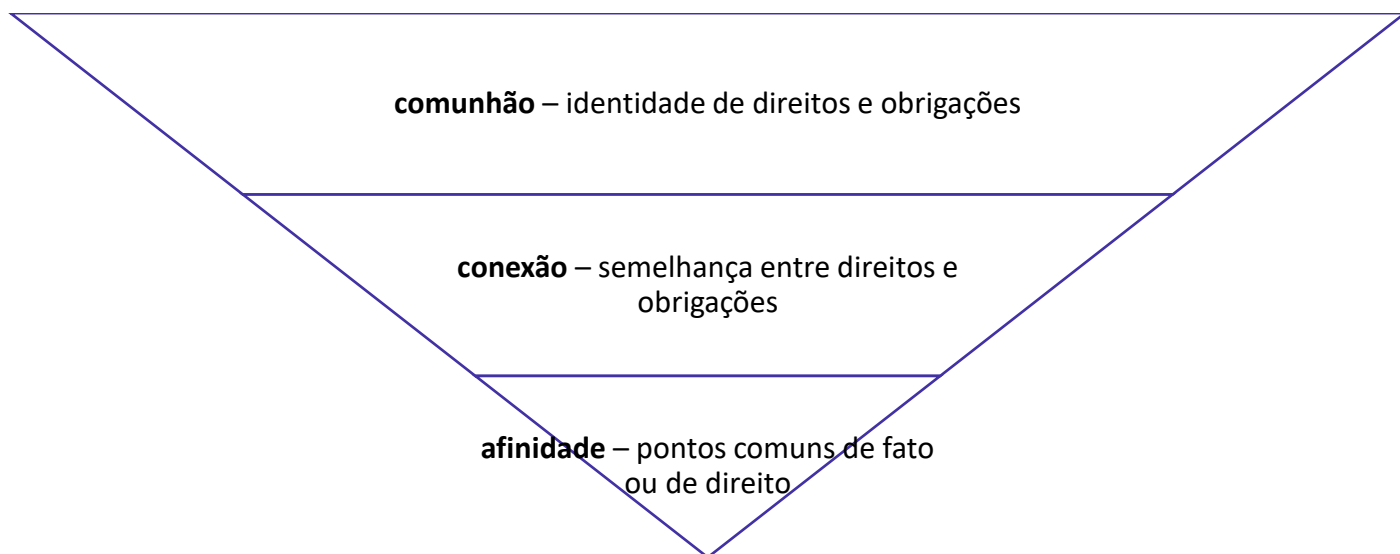 comunhão – identidade de direitos e obrigações
conexão – semelhança entre direitos e
obrigações
afinidade – pontos comuns de fato
ou de direito